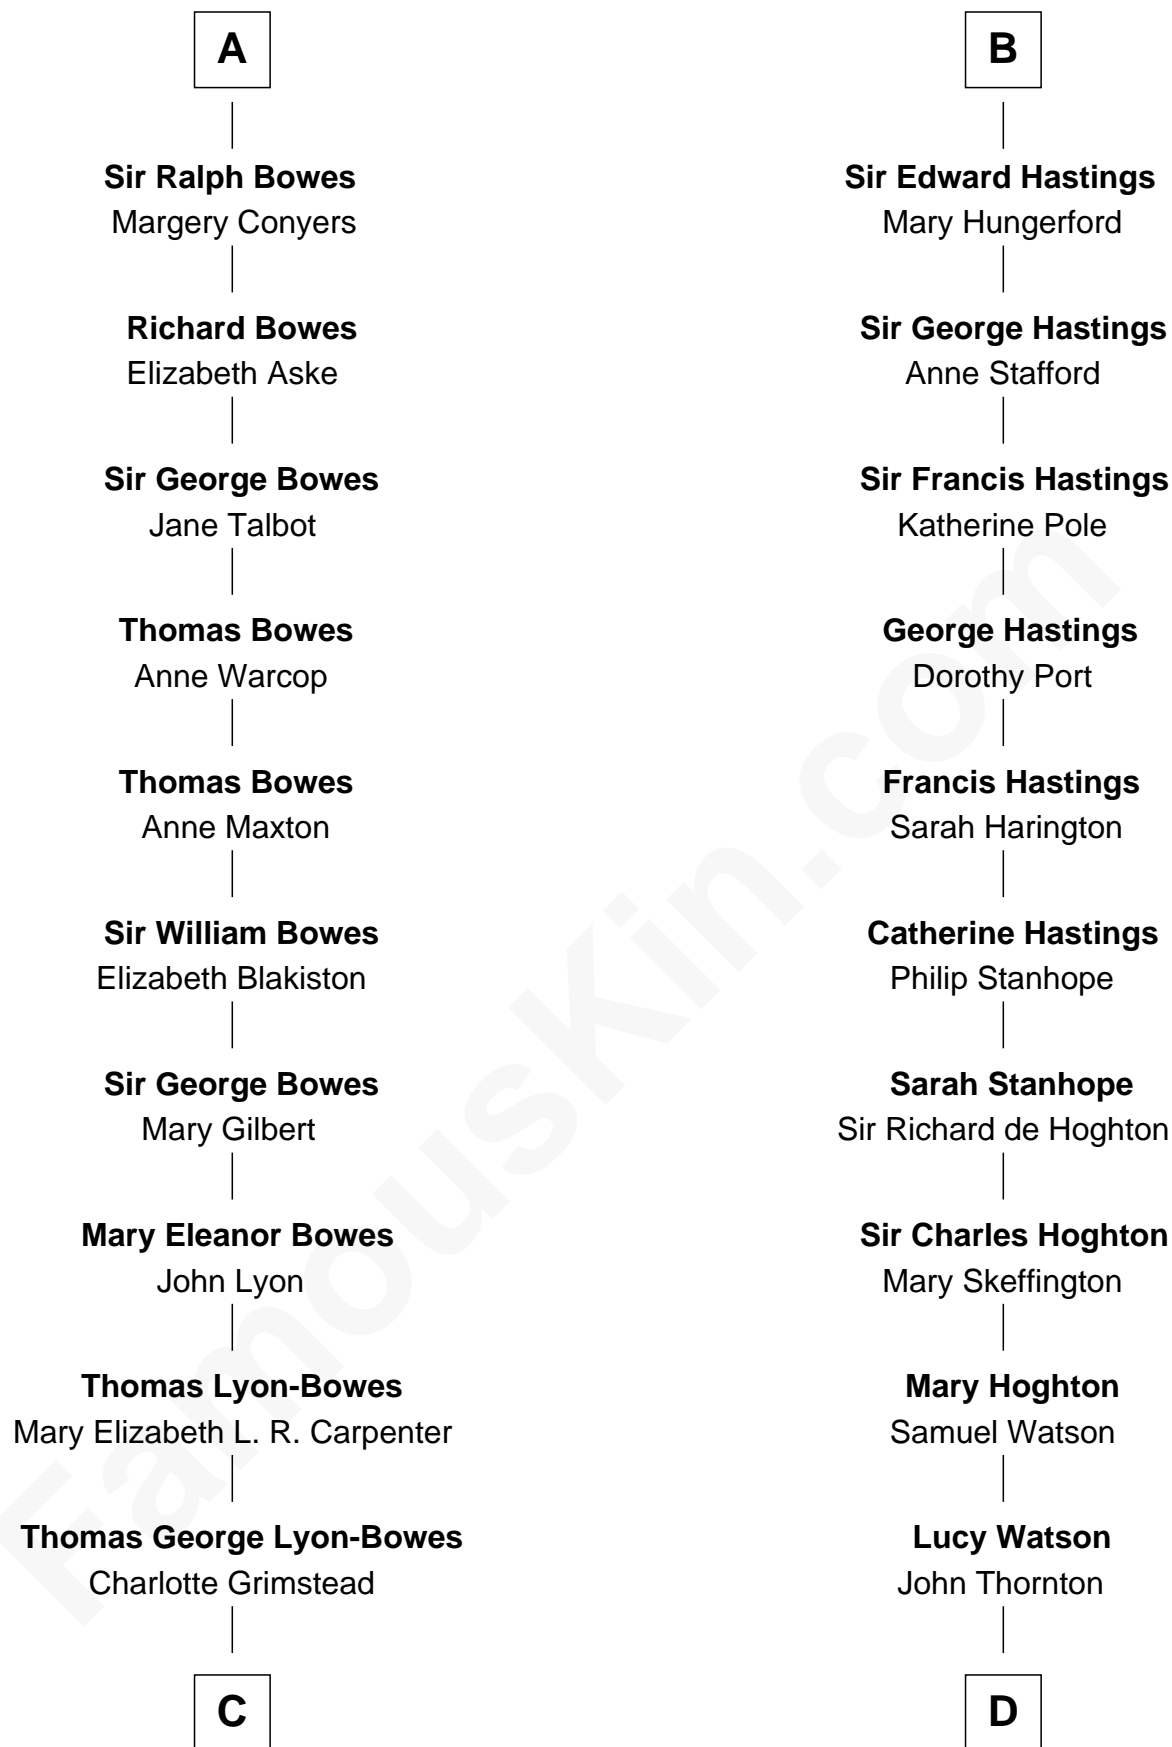 A
Sir Ralph Bowes
Margery Conyers
Richard Bowes
Elizabeth Aske
Sir George Bowes
Jane Talbot
Thomas Bowes
Anne Warcop
Thomas Bowes
Anne Maxton
Sir William Bowes
Elizabeth Blakiston
Sir George Bowes
Mary Gilbert
Mary Eleanor Bowes
John Lyon
Thomas Lyon-Bowes
Mary Elizabeth L. R. Carpenter
Thomas George Lyon-Bowes
Charlotte Grimstead
C
B
Sir Edward Hastings
Mary Hungerford
Sir George Hastings
Anne Stafford
Sir Francis Hastings
Katherine Pole
George Hastings
Dorothy Port
Francis Hastings
Sarah Harington
Catherine Hastings
Philip Stanhope
Sarah Stanhope
Sir Richard de Hoghton
Sir Charles Hoghton
Mary Skeffington
Mary Hoghton
Samuel Watson
Lucy Watson
John Thornton
D
FamousKin.com